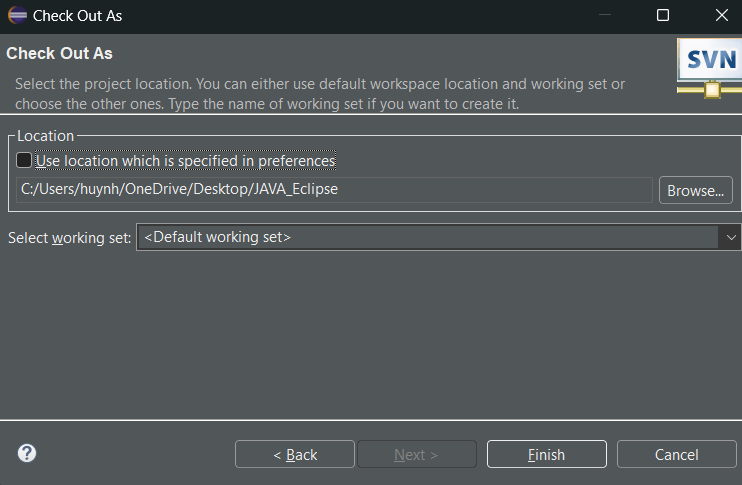 Check Out As
Check Out As
SVN
Select the project location. You can either use default workspace location and working set or
choose the other ones. Type the name of working set if you want to create it.
Location
Use location which is specified in preferences
C:/Users/huynh/OneDrive/Desktop/JAVA_Eclipse
Browse...
Select working set:
<Default working set>
?
< Back
Next >
Finish
Cancel